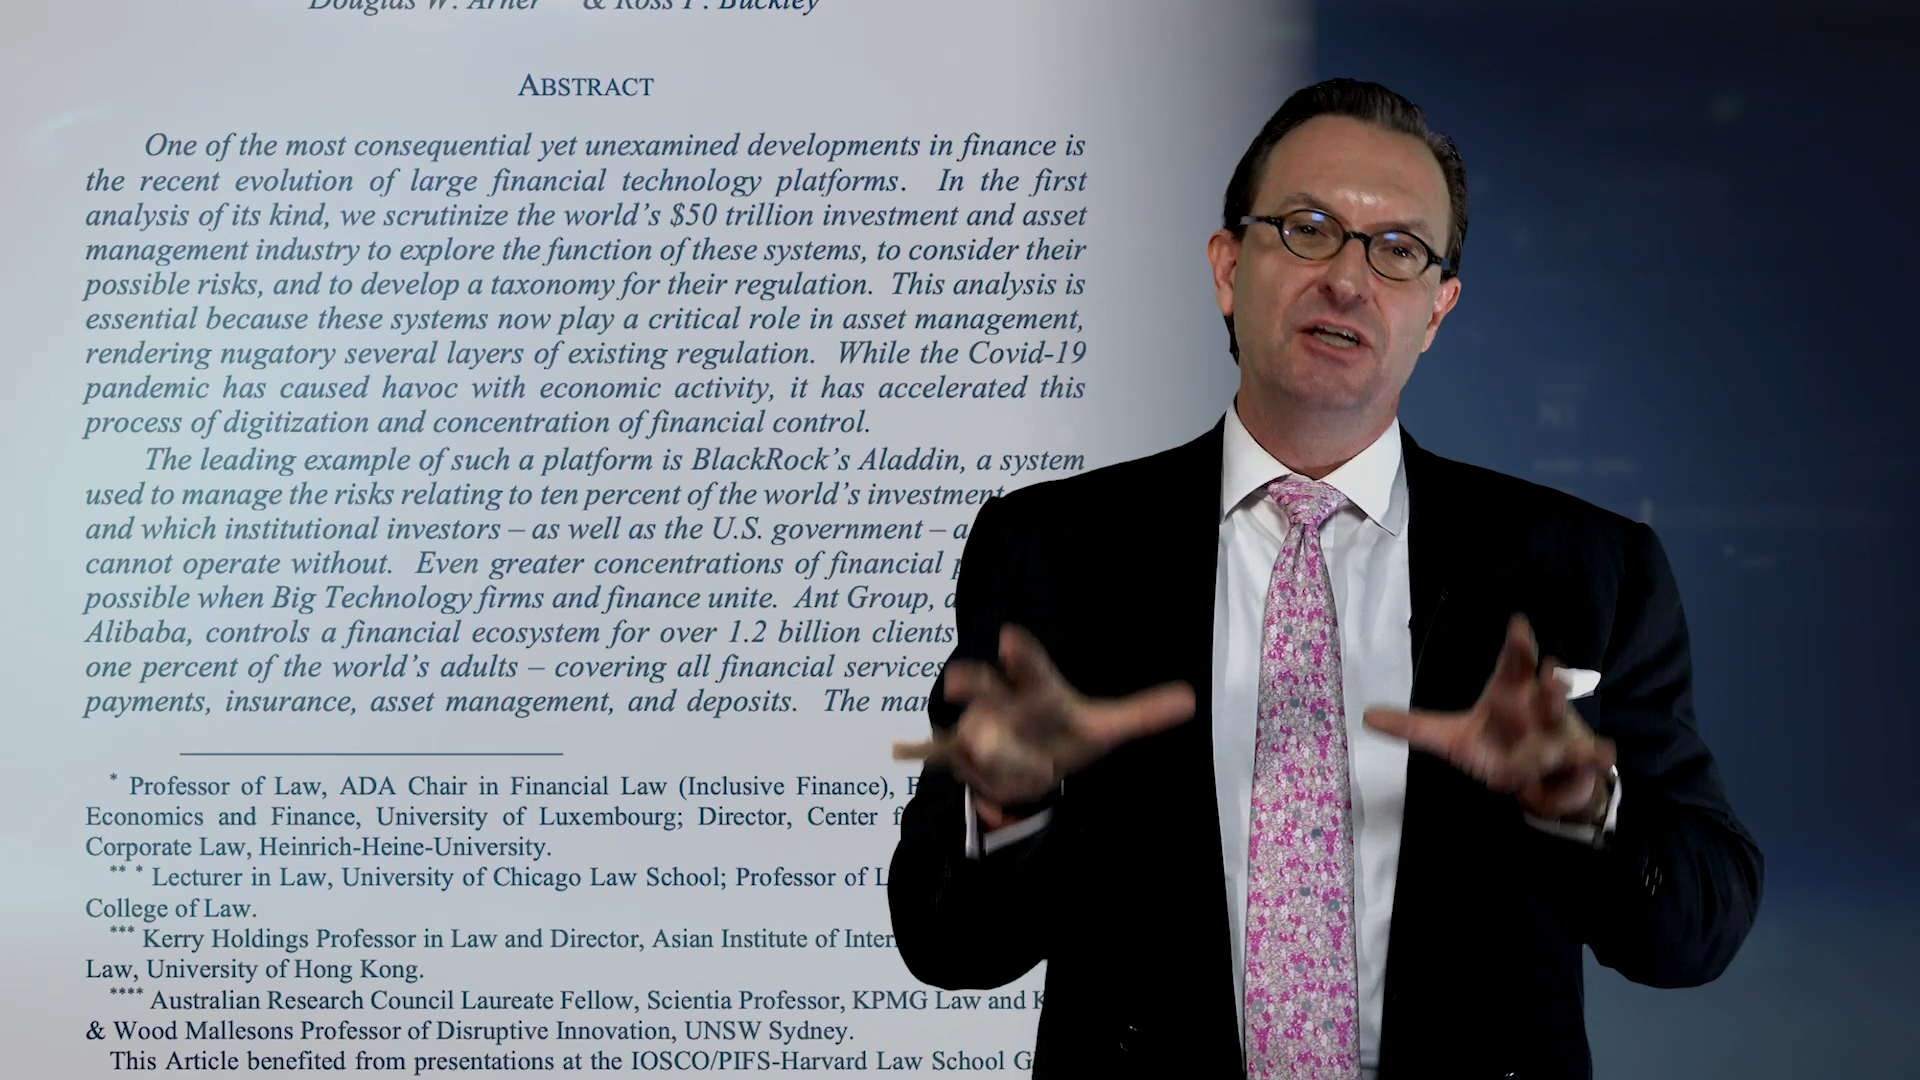 Douglas W. Arner & Ross P. Buckley
ABSTRACT
One of the most consequential yet unexamined developments in finance is
the recent evolution of large financial technology platforms. In the first
analysis of its kind, we scrutinize the world's $50 trillion investment and asset
management industry to explore the function of these systems, to consider their
possible risks, and to develop a taxonomy for their regulation. This analysis is
essential because these systems now play a critical role in asset management,
rendering nugatory several layers of existing regulation. While the Covid-19
pandemic has caused havoc with economic activity, it has accelerated this
process of digitization and concentration of financial control.
The leading example of such a platform is BlackRock's Aladdin, a system
used to manage the risks relating to ten percent of the world's investment
and which institutional investors – as well as the U.S. government –
cannot operate without. Even greater concentrations of financial
possible when Big Technology firms and finance unite. Ant Group,
Alibaba, controls a financial ecosystem for over 1.2 billion clients
one percent of the world's adults – covering all financial services
payments, insurance, asset management, and deposits. The
* Professor of Law, ADA Chair in Financial Law (Inclusive Finance),
Economics and Finance, University of Luxembourg; Director, Center
Corporate Law, Heinrich-Heine-University.
** * Lecturer in Law, University of Chicago Law School; Professor of
College of Law.
*** Kerry Holdings Professor in Law and Director, Asian Institute of
Law, University of Hong Kong.
**** Australian Research Council Laureate Fellow, Scientia Professor, KPMG Law and
& Wood Mallesons Professor of Disruptive Innovation, UNSW Sydney.
This Article benefited from presentations at the IOSCO/PIFS-Harvard Law School